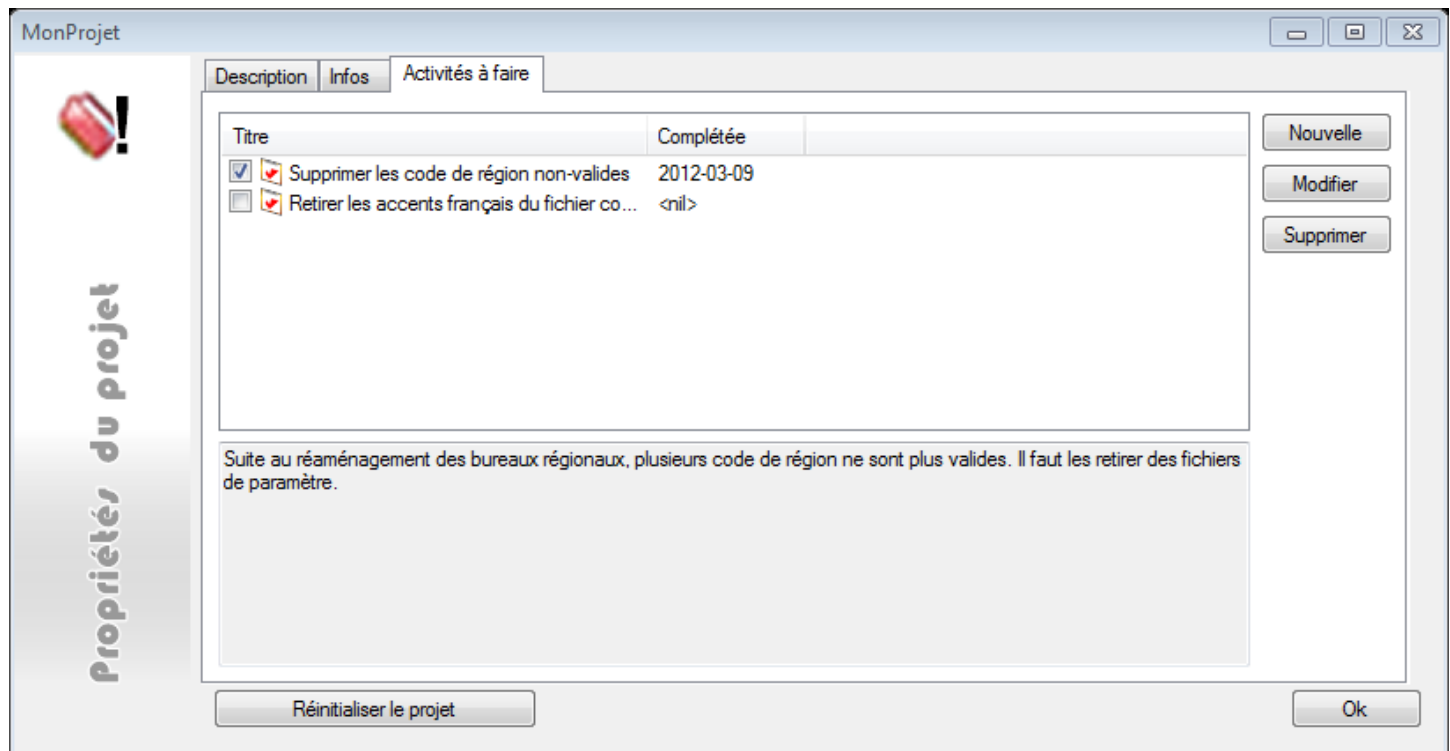 MonProjet
Description
Infos
Activités à faire
Titre
Complétée
Supprimer les code de région non-valides
2012-03-09
Retirer les accents français du fichier co...
<nil>
Nouvelle
Modifier
Supprimer
Propriétés du projet
Suite au réaménagement des bureaux régionaux, plusieurs code de région ne sont plus valides. Il faut les retirer des fichiers
de paramètre.
Réinitialiser le projet
Ok